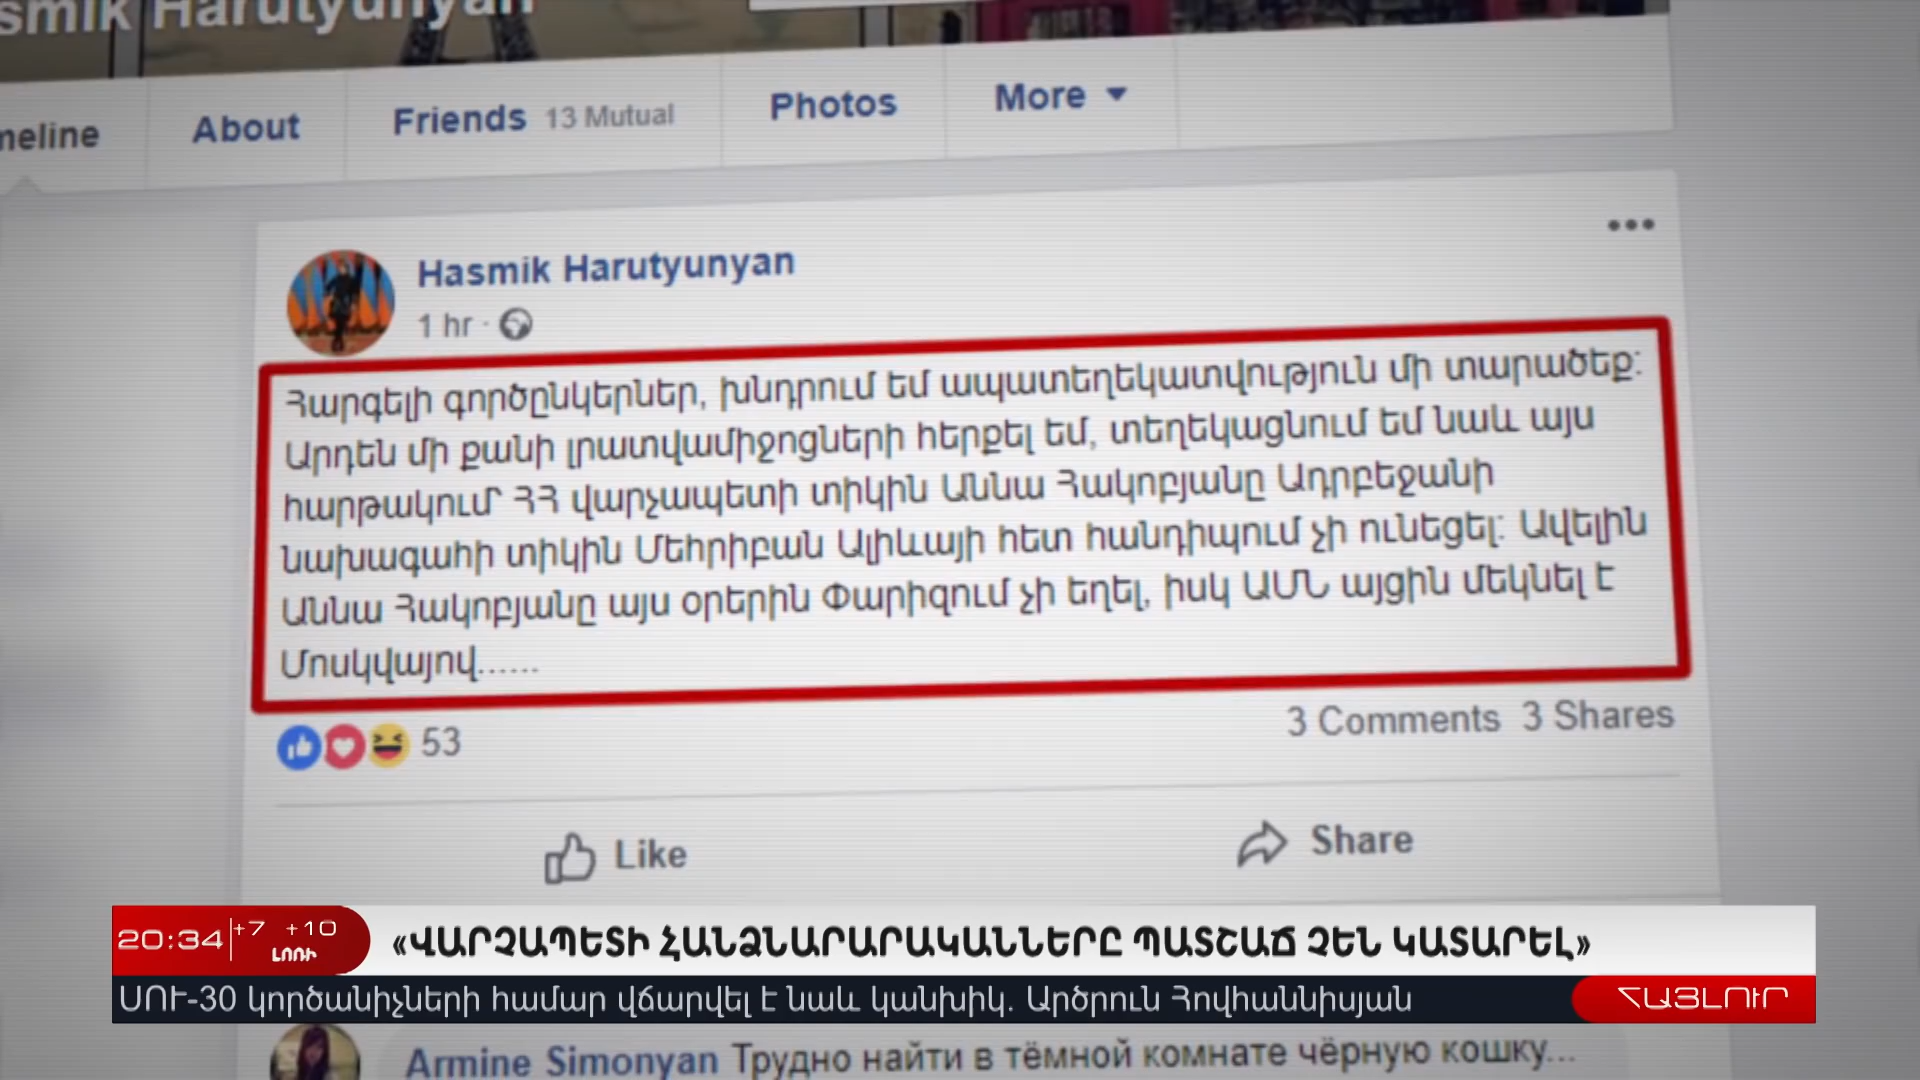 Hasmik Harutyunyan
About
Friends 13 Mutual
Photos
More
Hasmik Harutyunyan
1 hr
Հարգելի գործընկերներ, խնդրում եմ ապատեղեկատվություն մի տարածեք:
Արդեն մի քանի լրատվամիջոցների հերքել եմ, տեղեկացնում եմ նաև այս
հարթակում՝ ՀՀ վարչապետի տիկին Աննա Հակոբյանը Ադրբեջանի
նախագահի տիկին Մեհրիբան Ալիևայի հետ հանդիպում չի ունեցել: Ավելին
Աննա Հակոբյանը այս օրերին Փարիզում չի եղել, իսկ ԱՄՆ այցին մեկնել է
Մոսկվայով......
53
3 Comments 3 Shares
Like
Share
20:34 +7 +10
ԼՈՌԻ
«ՎԱՐՉԱՊԵՏԻ ՀԱՆՁՆԱՐԱՐԱԿԱՆՆԵՐԸ ՊԱՏՇԱՃ ՉԵՆ ԿԱՏԱՐԵԼ»
ՍՈՒ-30 կործանիչների համար վճարվել է նաև կանխիկ. Արծրուն Հովհաննիսյան
ՀԱՅԼՈՒՐ
Armine Simonyan Трудно найти в тёмной комнате чёрную кошку...